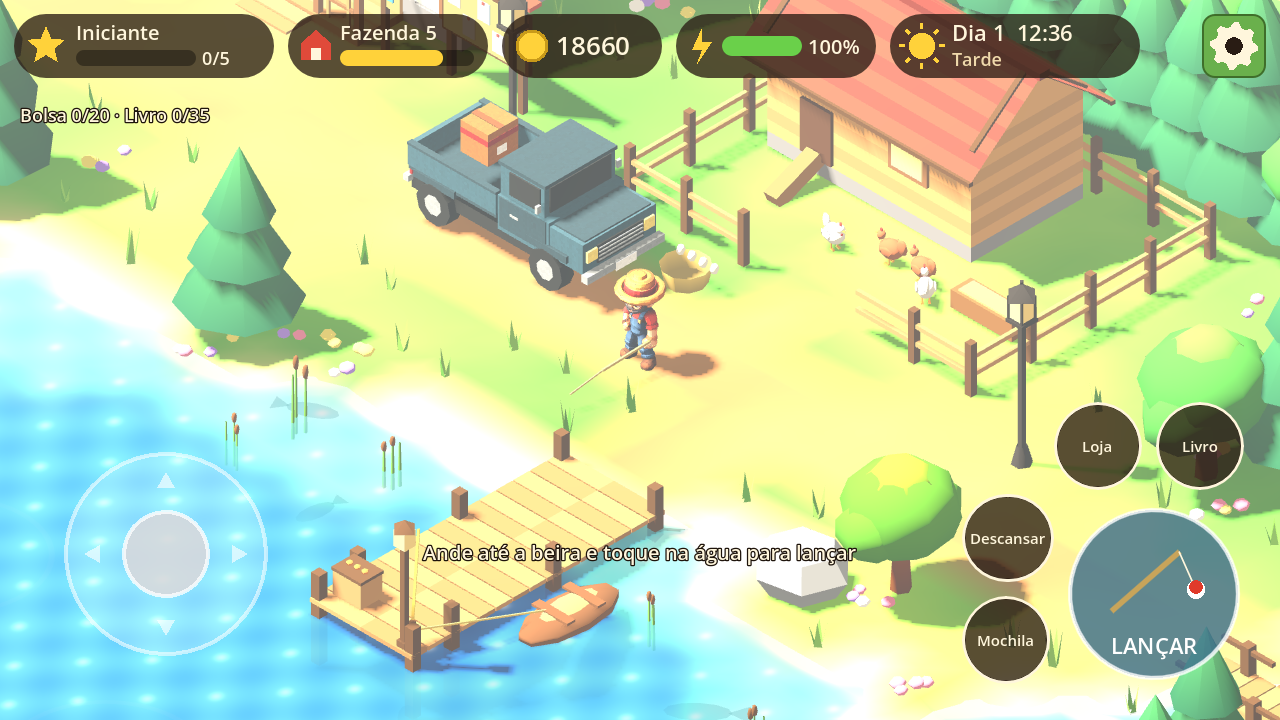 Iniciante
0/5
Fazenda 5
18660
100%
Dia 1 12:36
Tarde
Bolsa 0/20 · Livro 0/35
Loja
Livro
Descansar
Ande até a beira e toque na água para lançar
Mochila
LANÇAR